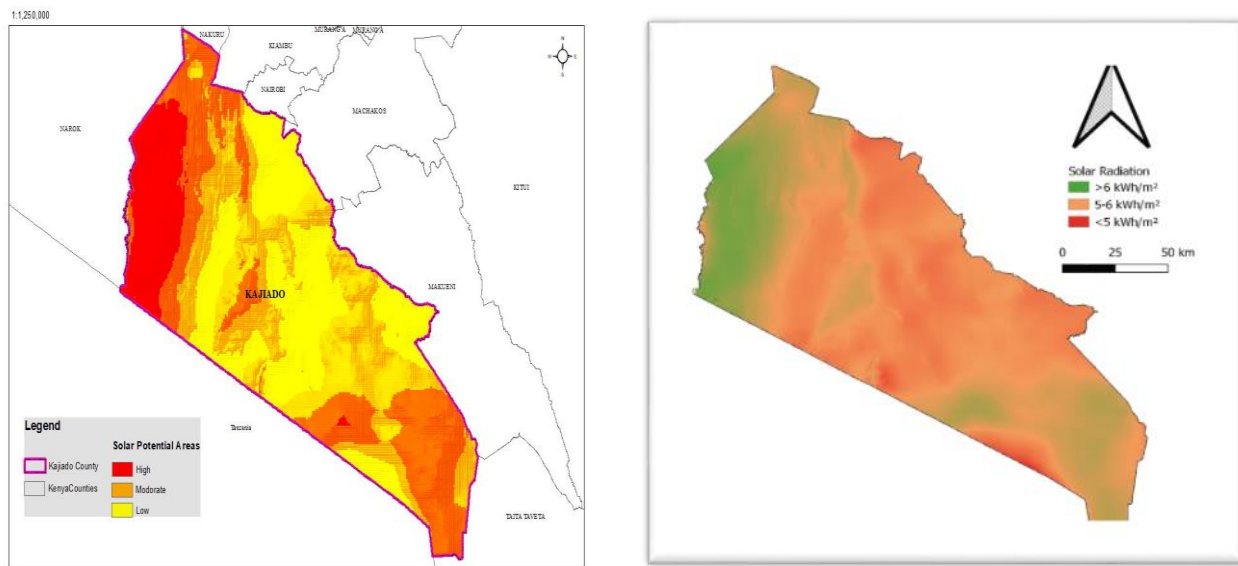 1:1,250,000
NAKURU
MURANG'A
MURANG'A
KIAMBU
N
W
E
S
NAIROBI
MACHAKOS
NAROK
KITUI
KAJIADO
MAKUENI
Tanzania
TAITA TAVETA
Legend
Solar Potential Areas
Kajiado County
High
KenyaCounties
Modorate
Low
Solar Radiation
>6 kWh/m²
5-6 kWh/m²
<5 kWh/m²
0 25 50 km